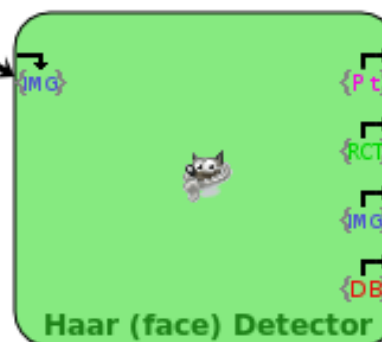 {IMG}
{Pt}
{RCT
{IMG
{DB}
Haar (face) Detector